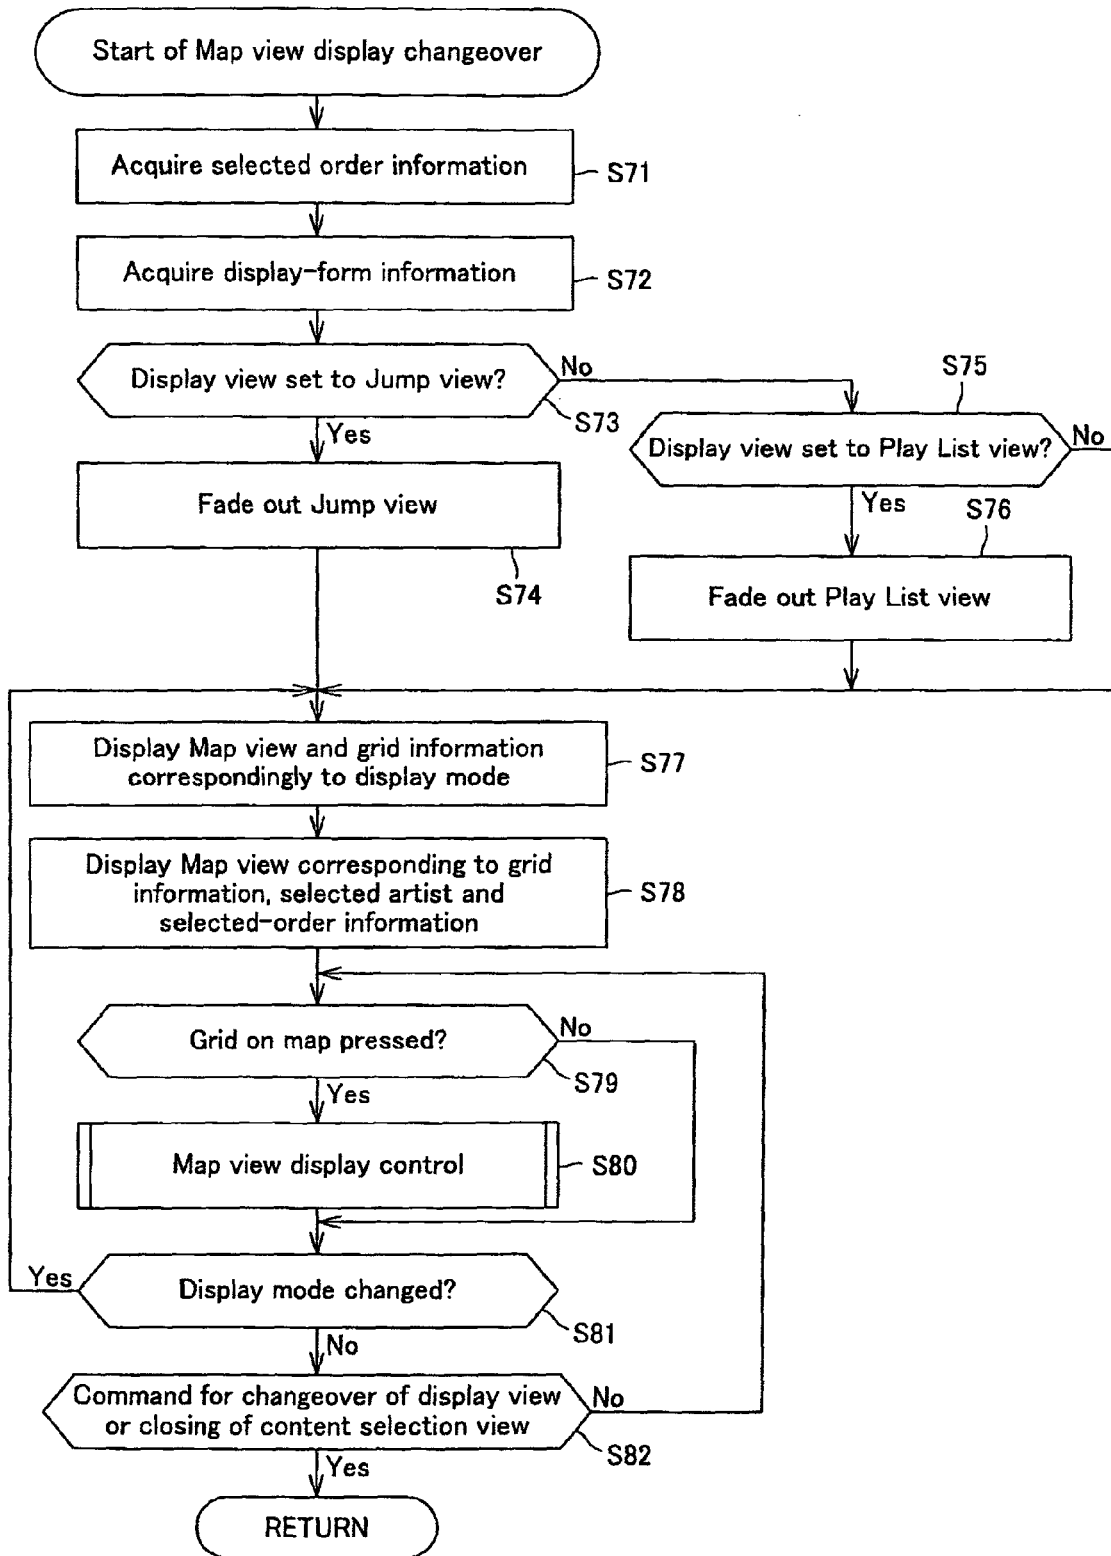 Start of Map view display changeover
Acquire selected order information
S71
Acquire display-form information
S72
Display view set to Jump view?
No
S73
Yes
S75
Display view set to Play List view?
No
Yes
Fade out Jump view
S74
S76
Fade out Play List view
Display Map view and grid information
correspondingly to display mode
S77
Display Map view corresponding to grid
information, selected artist and
selected-order information
S78
Grid on map pressed?
No
S79
Yes
Map view display control
S80
Yes
Display mode changed?
S81
No
Command for changeover of display view
or closing of content selection view
No
S82
Yes
RETURN